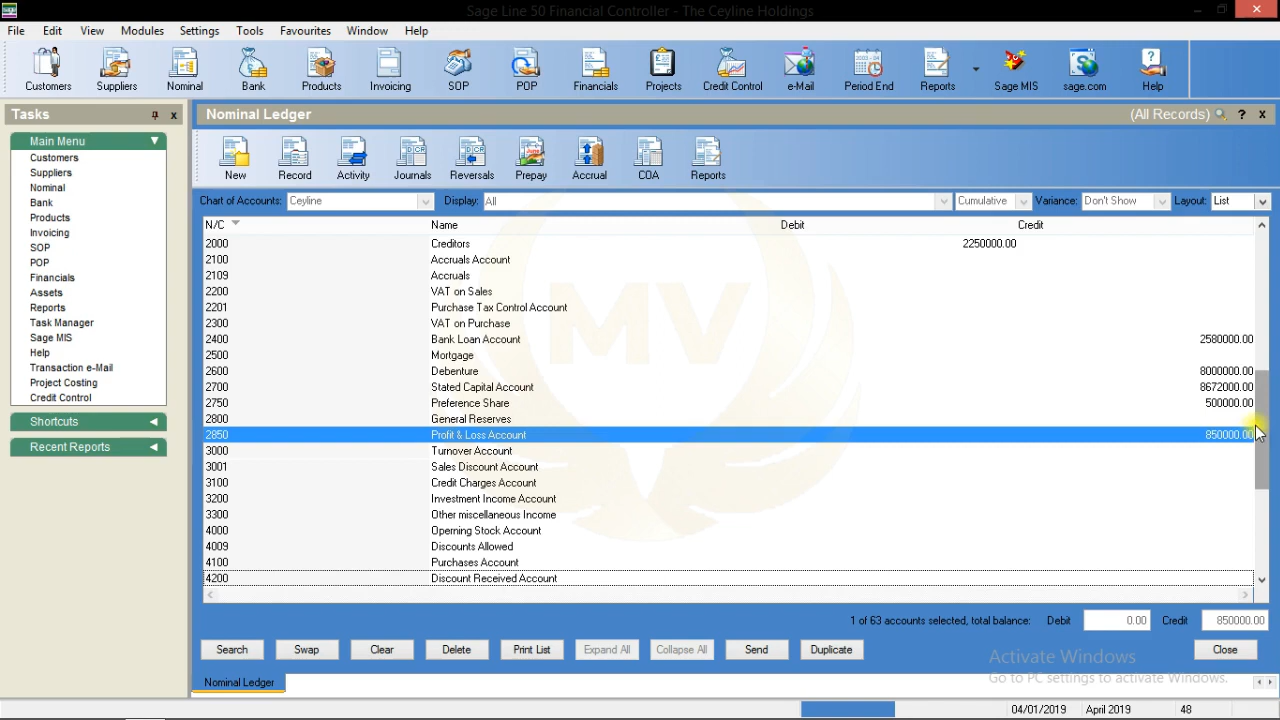 Sage Line 50 Financial Controller - The Ceyline Holdings
File Edit View Modules Settings Tools Favourites Window Help
Customers Suppliers Nominal Bank Products Invoicing SOP POP Financials Projects Credit Control e-Mail Period End Reports Sage MIS sage.com Help
Tasks
Main Menu
Customers
Suppliers
Nominal
Bank
Products
Invoicing
SOP
POP
Financials
Assets
Reports
Task Manager
Sage MIS
Help
Transaction e-Mail
Project Costing
Credit Control
Shortcuts
Recent Reports
Nominal Ledger (All Records) ? x
New Record Activity Journals Reversals Prepay Accrual COA Reports
Chart of Accounts: Ceyline Display: All Cumulative Variance: Don't Show Layout: List
N/C Name Debit Credit
2000 Creditors 2250000.00
2100 Accruals Account
2109 Accruals
2200 VAT on Sales
2201 Purchase Tax Control Account
2300 VAT on Purchase
2400 Bank Loan Account 2580000.00
2500 Mortgage
2600 Debenture 8000000.00
2700 Stated Capital Account 8672000.00
2750 Preference Share 500000.00
2800 General Reserves
2850 Profit & Loss Account 850000.00
3000 Turnover Account
3001 Sales Discount Account
3100 Credit Charges Account
3200 Investment Income Account
3300 Other miscellaneous Income
4000 Operning Stock Account
4009 Discounts Allowed
4100 Purchases Account
4200 Discount Received Account
MV
1 of 63 accounts selected, total balance: Debit 0.00 Credit 850000.00
Search Swap Clear Delete Print List Expand All Collapse All Send Duplicate Close
Activate Windows
Go to PC settings to activate Windows.
Nominal Ledger
04/01/2019 April 2019 48